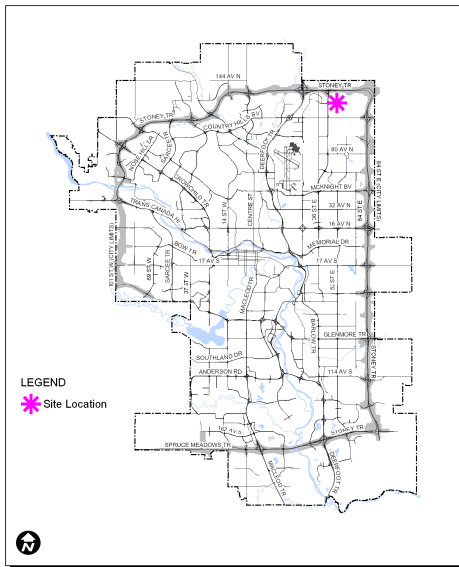 144 AV N
STONEY TR
STONEY TR
COUNTRY HILLS BV
SARCEE
DEERFOOT TR
80 AV N
CROWCHILD TR
MCKNIGHT BV
84 ST E (CITY LIMITS)
14 ST W
CENTRE ST
36 ST E
32 AV N
TRANS CANADA
16 AV N
68 ST E
101 ST W (CITY LIMITS)
BOW TR
MEMORIAL DR
17 AV S
17 AV S
69 ST W
SARCEE TR
37 ST W
MACLEOD TR
52 ST E
BARLOW TR
GLENMORE TR
SOUTHLAND DR
STONEY TR
LEGEND
ANDERSON RD
114 AV S
Site Location
162 AV S
STONEY TR
SPRUCE MEADOWS TR
MACLEOD TR
DEERFOOT TR
N